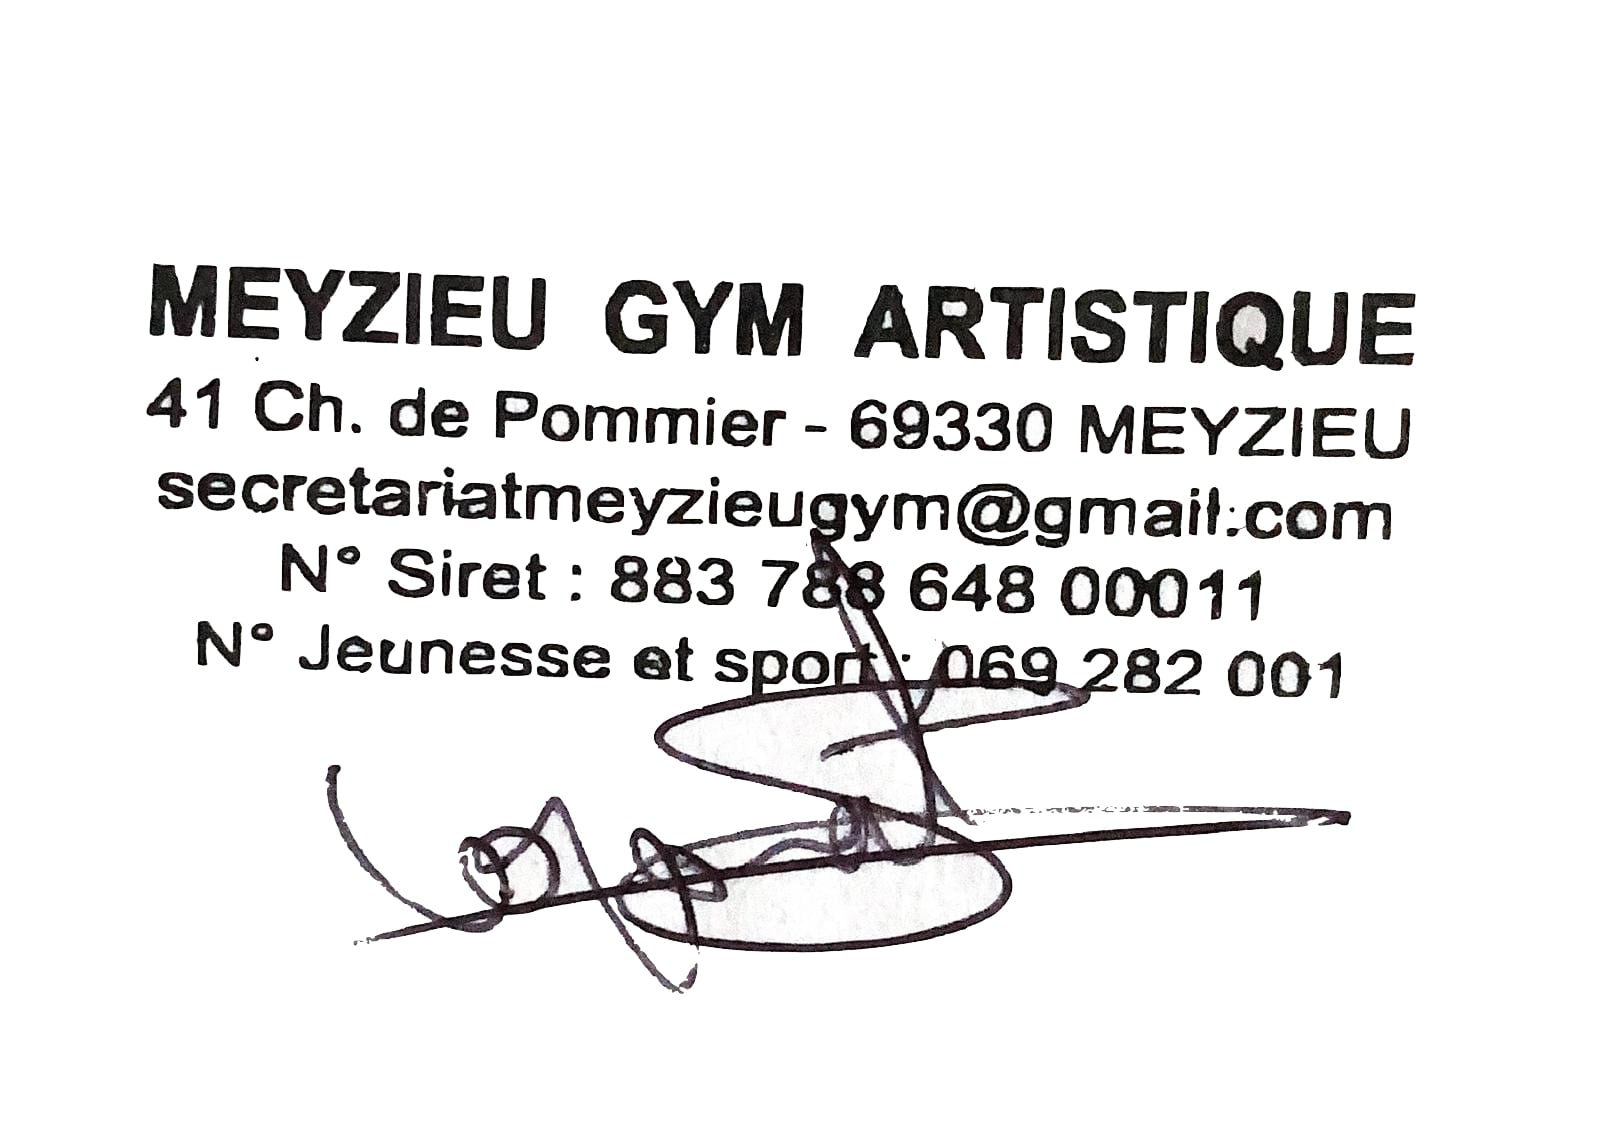 MEYZIEU GYM ARTISTIQUE
41 Ch. de Pommier - 69330 MEYZIEU
secretariatmeyzieugym@gmail.com
N° Siret : 883 788 648 00011
N° Jeunesse et sport : 069 282 001